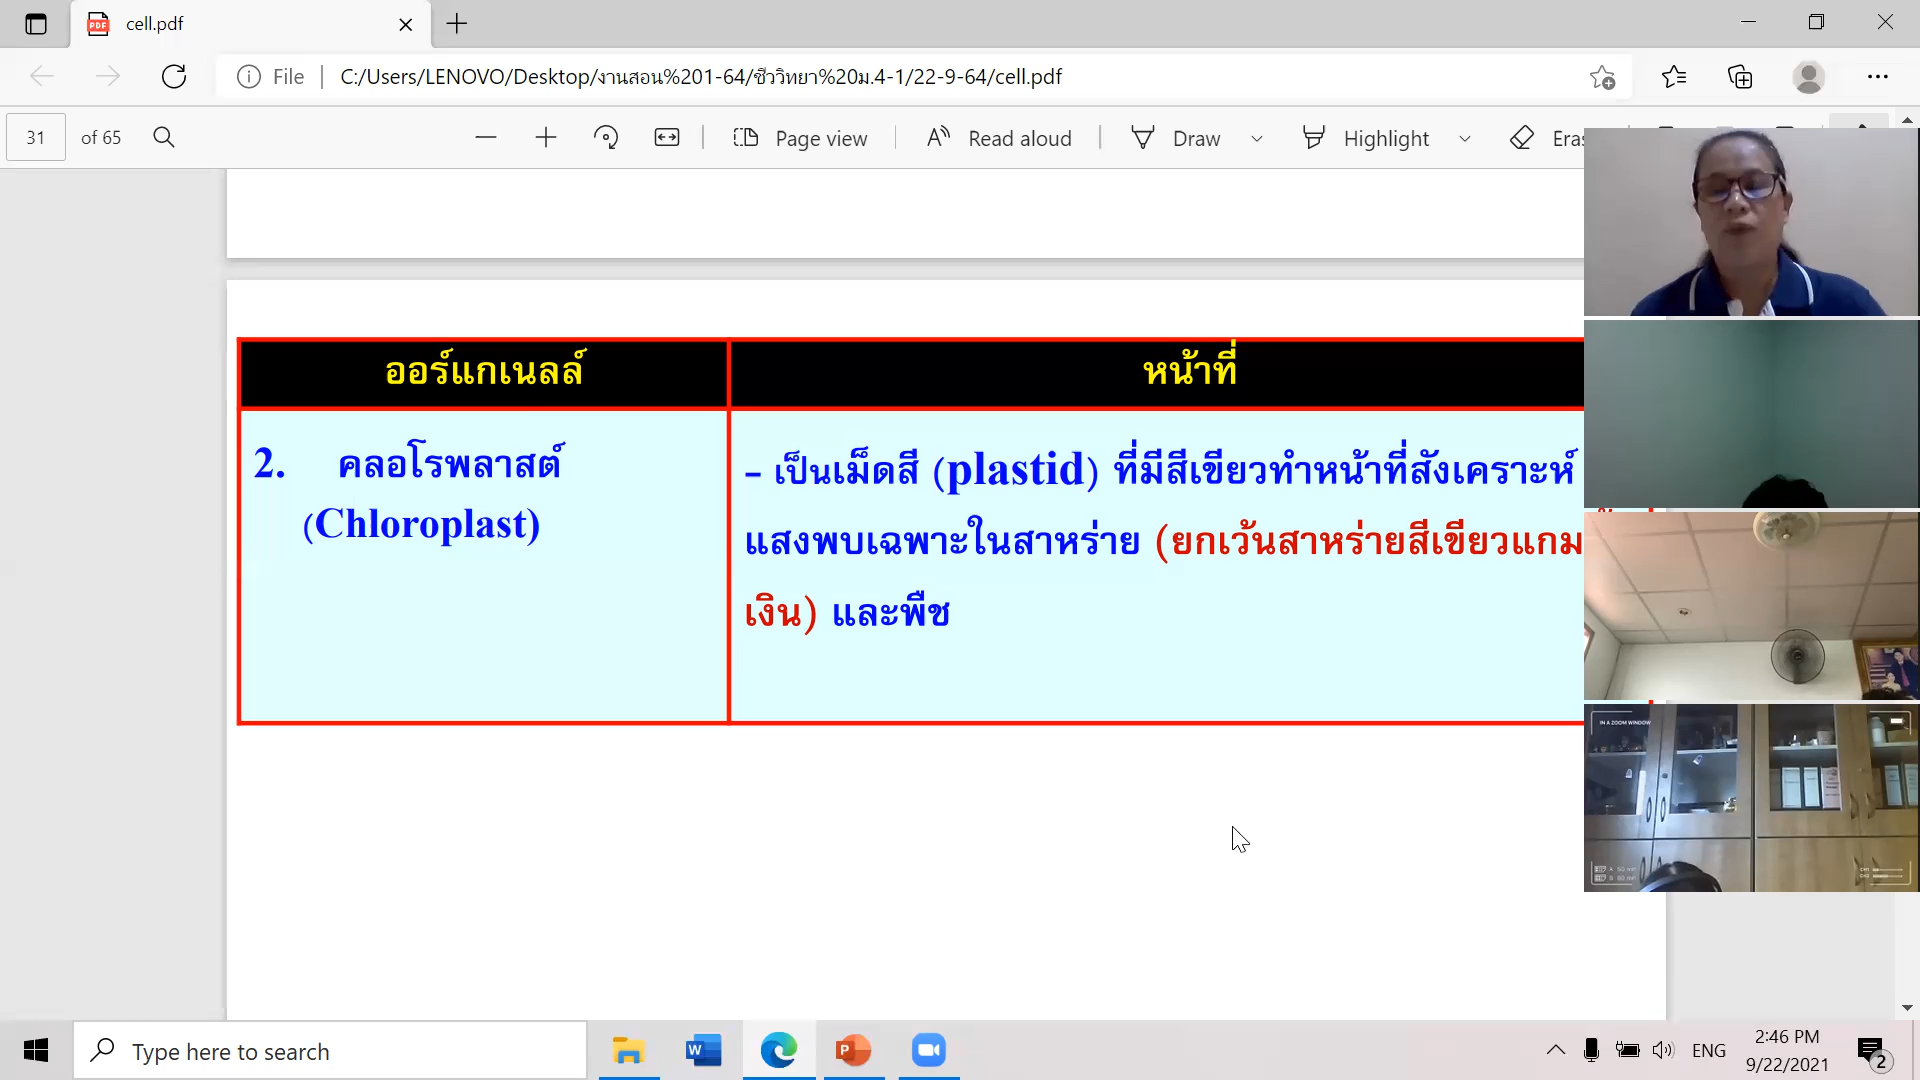 cell.pdf
File
C:/Users/LENOVO/Desktop/งานสอน%201-64/ชีววิทยา%20ม.4-1/22-9-64/cell.pdf
31 of 65
Page view
Read aloud
Draw
Highlight
ออร์แกเนลล์
หน้าที่
2. คลอโรพลาสต์
(Chloroplast)
- เป็นเม็ดสี (plastid) ที่มีสีเขียวทำหน้าที่สังเคราะห์
แสงพบเฉพาะในสาหร่าย (ยกเว้นสาหร่ายสีเขียวแกม
เงิน) และพืช
IN A ZOOM WINDOW
Type here to search
ENG
2:46 PM
9/22/2021
2